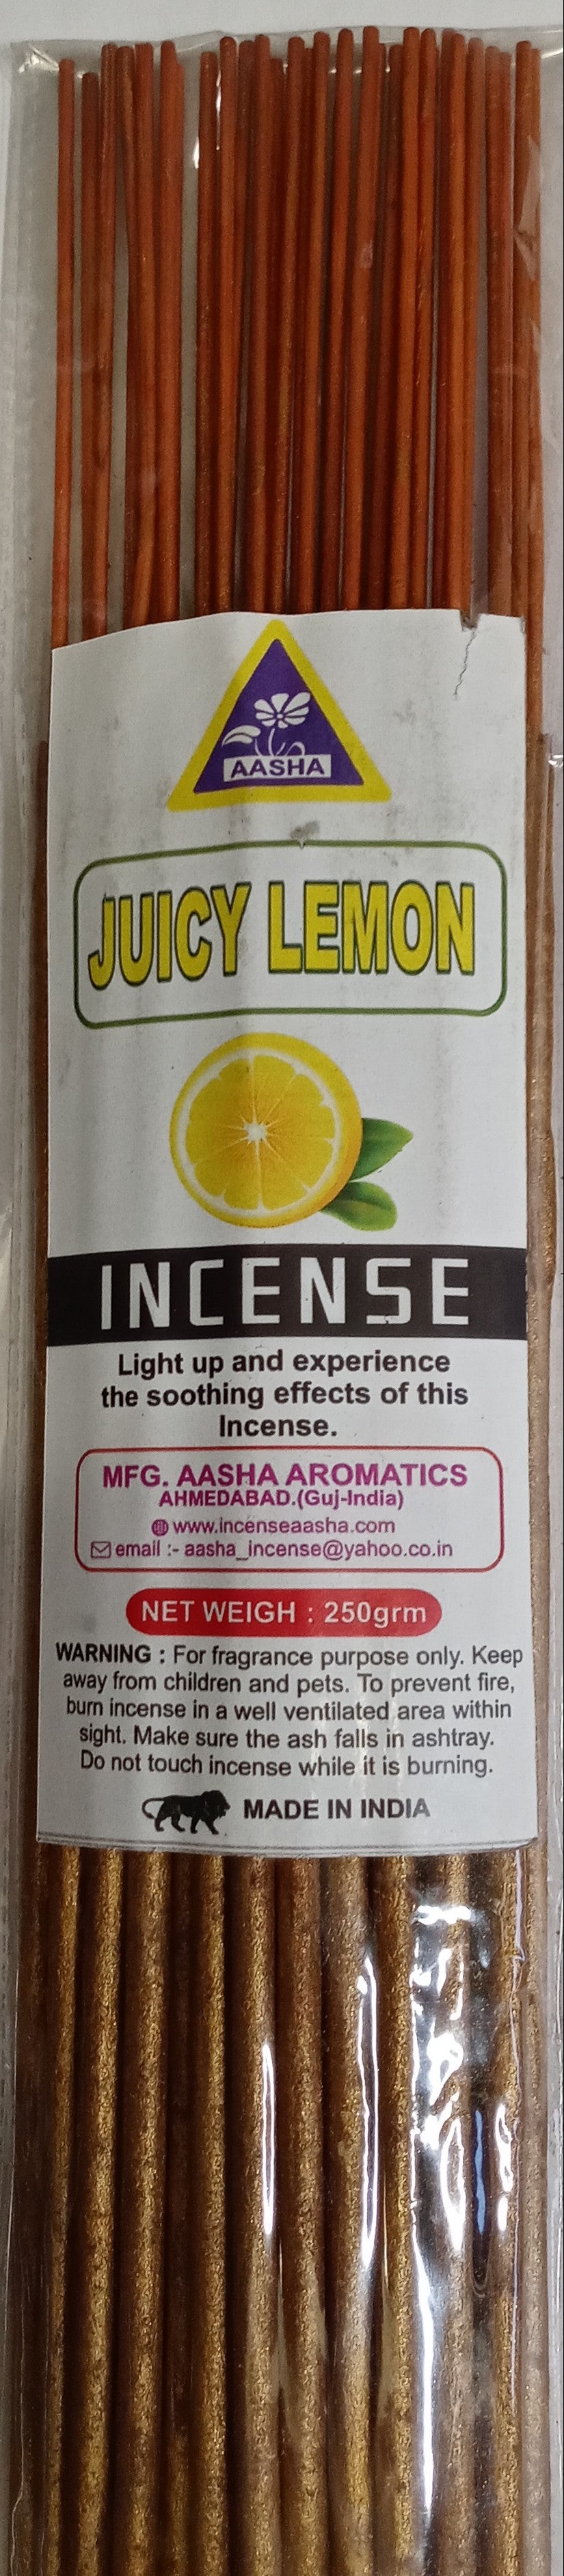 AASHA
JUICY LEMON
INCENSE
Light up and experience
the soothing effects of this
Incense.
MFG. AASHA AROMATICS
AHMEDABAD.(Guj-India)
www.incenseaasha.com
email :- aasha_incense@yahoo.co.in
NET WEIGH : 250grm
WARNING : For fragrance purpose only. Keep
away from children and pets. To prevent fire,
burn incense in a well ventilated area within
sight. Make sure the ash falls in ashtray.
Do not touch incense while it is burning.
MADE IN INDIA